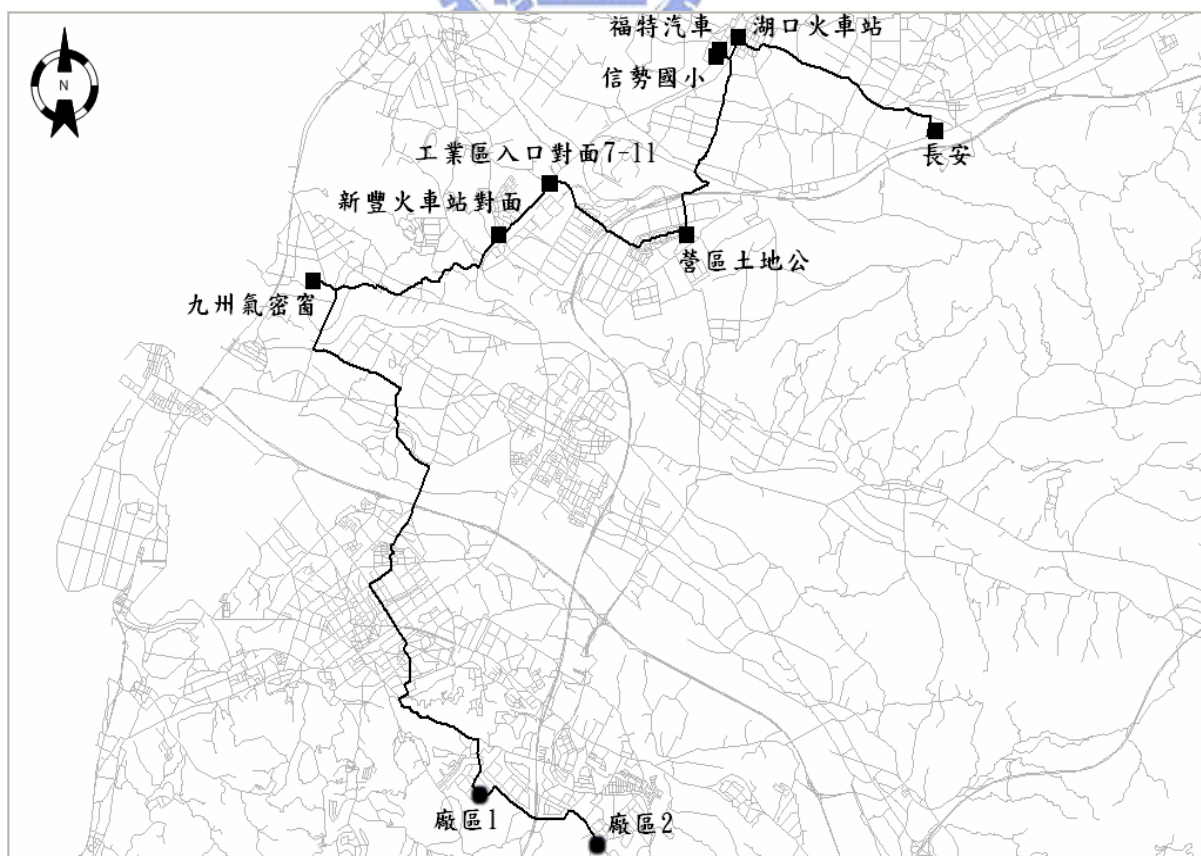 福特汽車
湖口火車站
信勢國小
N
工業區入口對面7-11
長安
新豐火車站對面
營區土地公
九州氣密窗
廠區1
廠區2